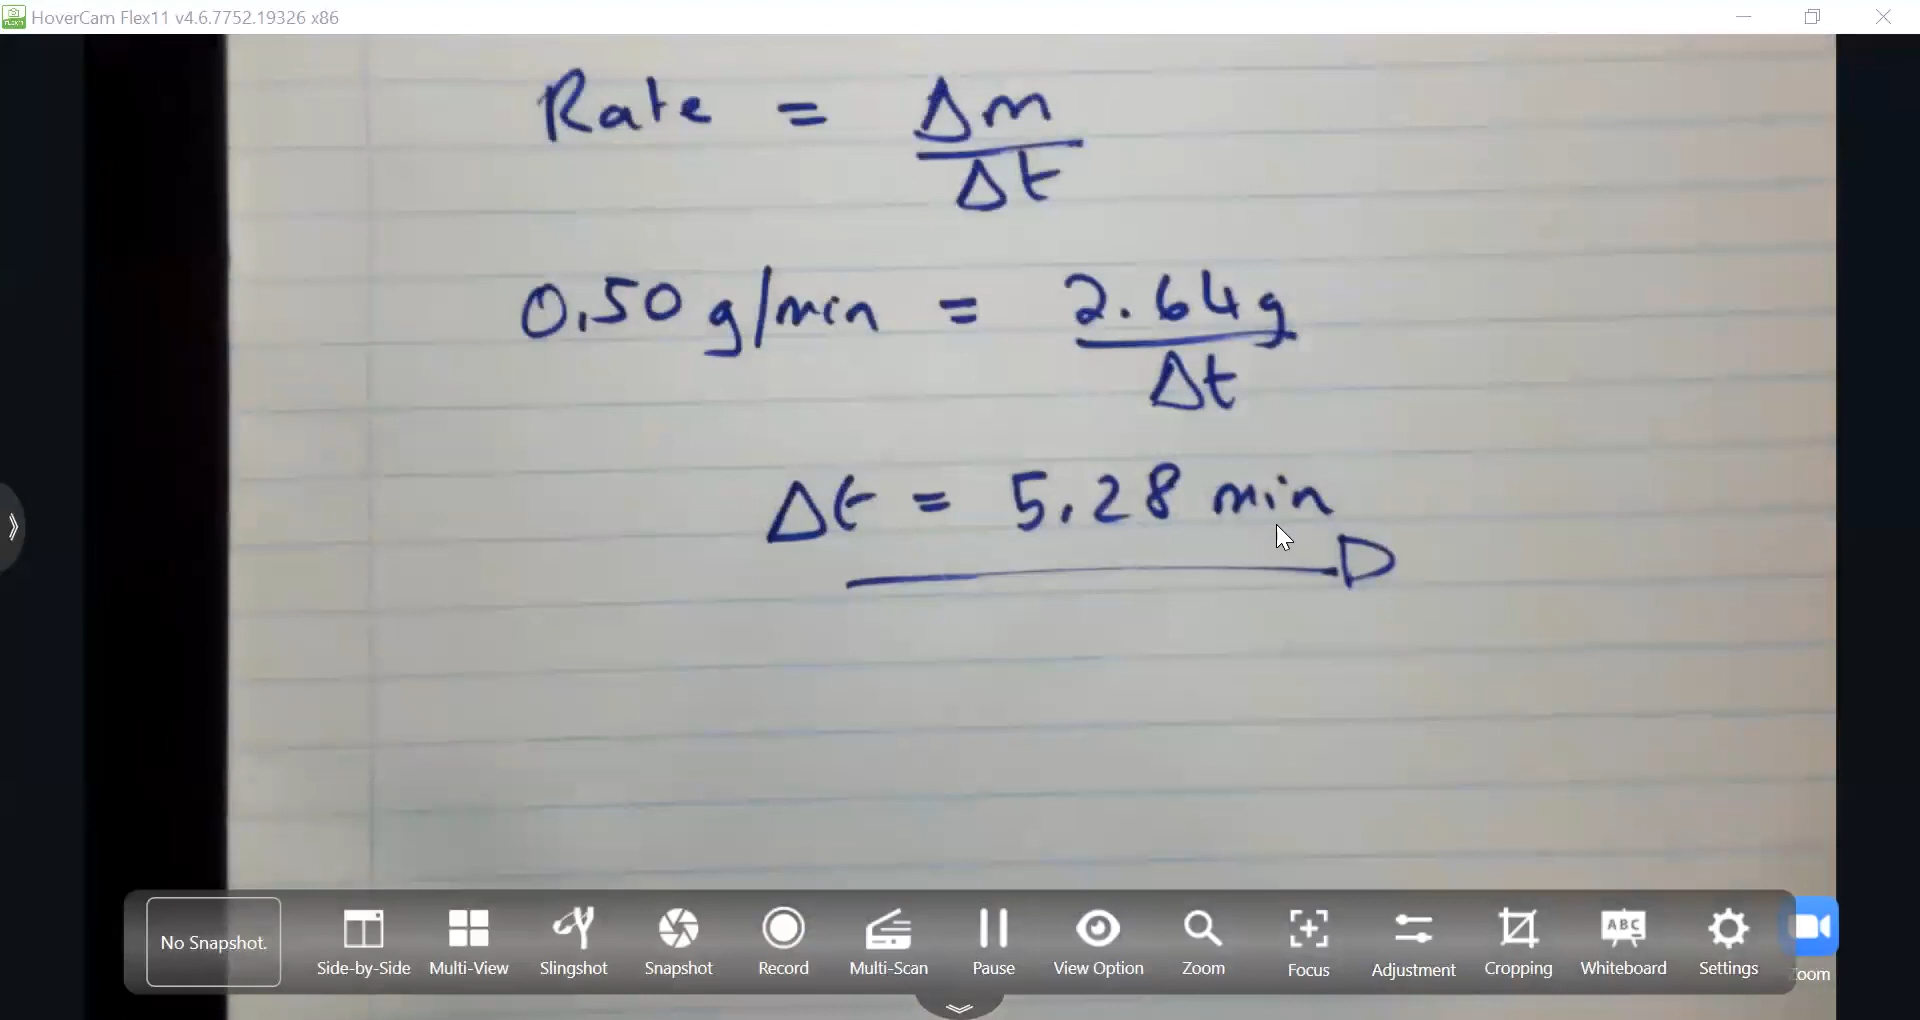 HoverCam Flex11 v4.6.7752.19326 x86
Rate = Δm
Δt
0.50 g/min = 2.64g
Δt
Δt = 5.28 min
D
No Snapshot.
Side-by-Side Multi-View Slingshot Snapshot Record Multi-Scan Pause View Option Zoom Focus Adjustment Cropping Whiteboard Settings
ABC